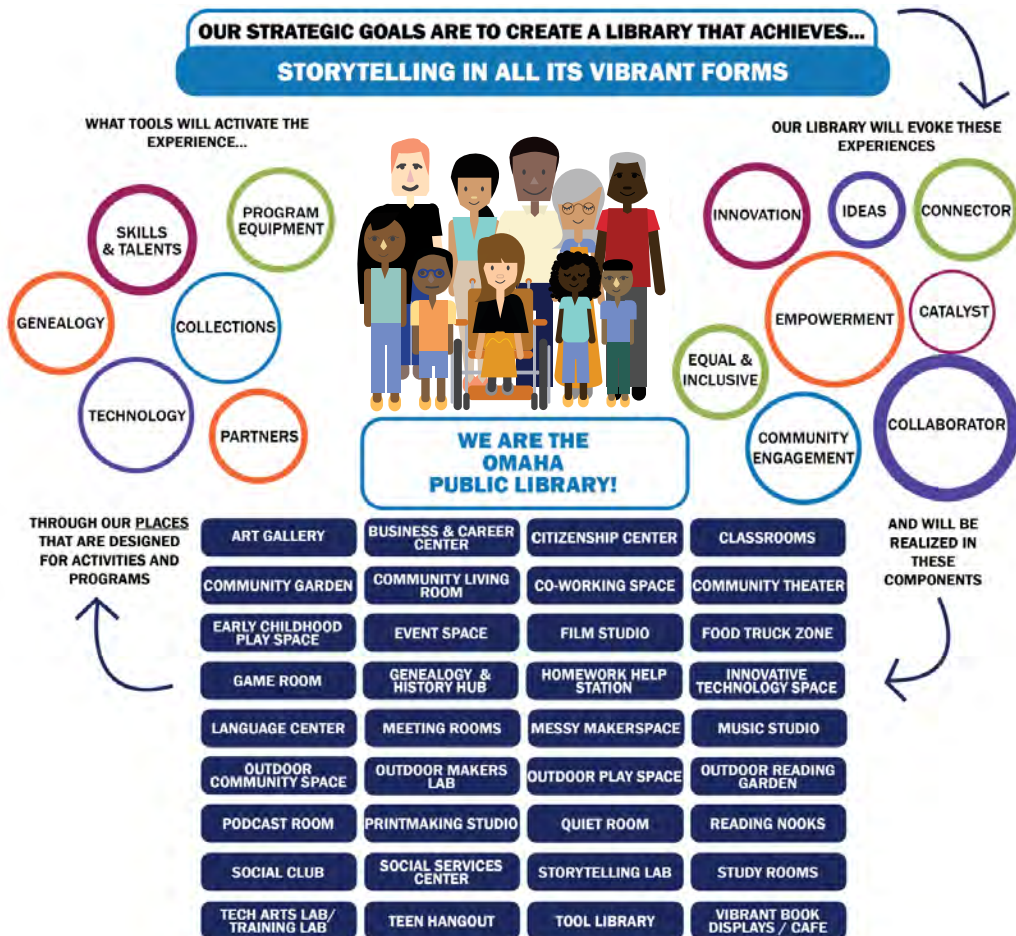 OUR STRATEGIC GOALS ARE TO CREATE A LIBRARY THAT ACHIEVES...
STORYTELLING IN ALL ITS VIBRANT FORMS
WHAT TOOLS WILL ACTIVATE THE
EXPERIENCE...
SKILLS
& TALENTS
PROGRAM
EQUIPMENT
GENEALOGY
COLLECTIONS
TECHNOLOGY
PARTNERS
OUR LIBRARY WILL EVOKE THESE
EXPERIENCES
INNOVATION
IDEAS
CONNECTOR
EMPOWERMENT
CATALYST
EQUAL &
INCLUSIVE
COMMUNITY
ENGAGEMENT
COLLABORATOR
WE ARE THE
OMAHA
PUBLIC LIBRARY!
THROUGH OUR PLACES
THAT ARE DESIGNED
FOR ACTIVITIES AND
PROGRAMS
AND WILL BE
REALIZED IN
THESE
COMPONENTS
ART GALLERY
BUSINESS & CAREER
CENTER
CITIZENSHIP CENTER
CLASSROOMS
COMMUNITY GARDEN
COMMUNITY LIVING
ROOM
CO-WORKING SPACE
COMMUNITY THEATER
EARLY CHILDHOOD
PLAY SPACE
EVENT SPACE
FILM STUDIO
FOOD TRUCK ZONE
GAME ROOM
GENEALOGY &
HISTORY HUB
HOMEWORK HELP
STATION
INNOVATIVE
TECHNOLOGY SPACE
LANGUAGE CENTER
MEETING ROOMS
MESSY MAKERSPACE
MUSIC STUDIO
OUTDOOR
COMMUNITY SPACE
OUTDOOR MAKERS
LAB
OUTDOOR PLAY SPACE
OUTDOOR READING
GARDEN
PODCAST ROOM
PRINTMAKING STUDIO
QUIET ROOM
READING NOOKS
SOCIAL CLUB
SOCIAL SERVICES
CENTER
STORYTELLING LAB
STUDY ROOMS
TECH ARTS LAB/
TRAINING LAB
TEEN HANGOUT
TOOL LIBRARY
VIBRANT BOOK
DISPLAYS / CAFE